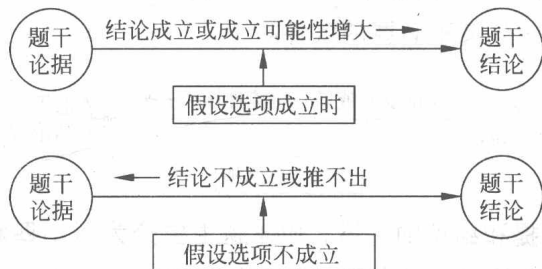 题干
论据
结论成立或成立可能性增大
题干
结论
假设选项成立时
题干
论据
结论不成立或推不出
题干
结论
假设选项不成立